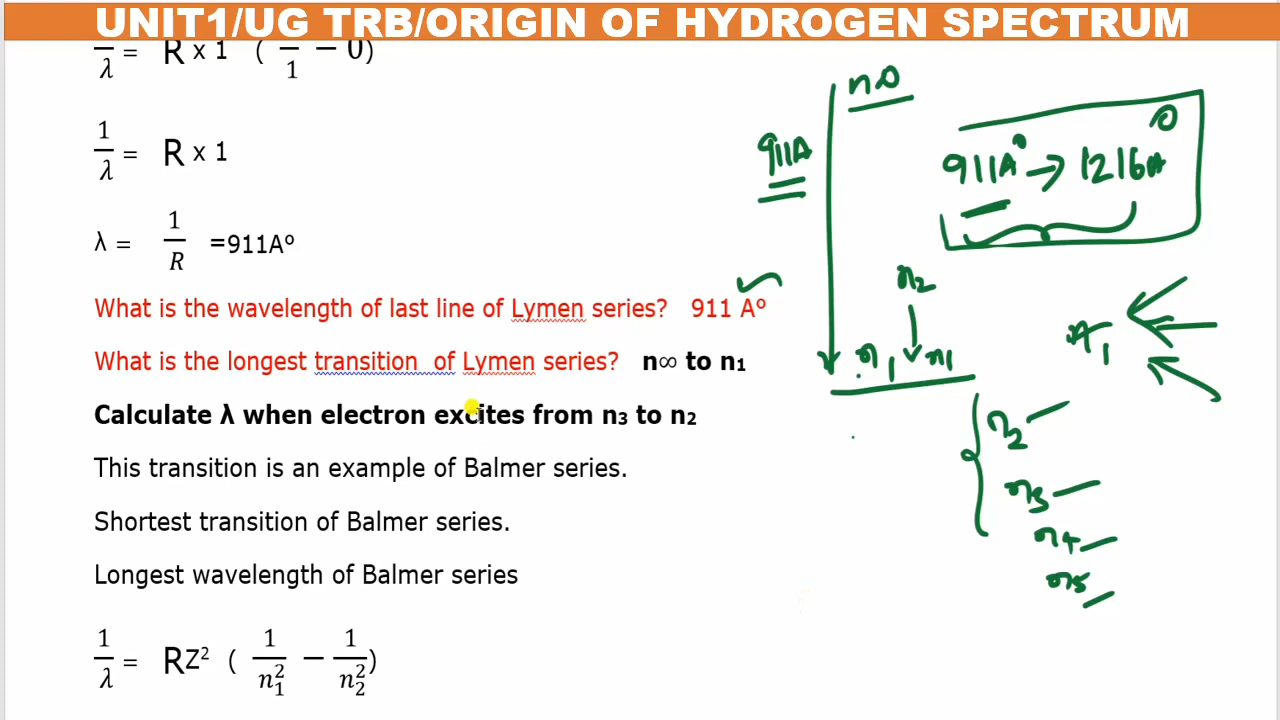 UNIT1/UG TRB/ORIGIN OF HYDROGEN SPECTRUM
λ = R x 1 ( 1 − 0)
1/λ = R x 1
λ = 1/R =911Aº
What is the wavelength of last line of Lymen series? 911 Aº
What is the longest transition of Lymen series? n∞ to n₁
Calculate λ when electron excites from n₃ to n₂
This transition is an example of Balmer series.
Shortest transition of Balmer series.
Longest wavelength of Balmer series
1/λ = RZ² ( 1/n₁² − 1/n₂²)
n∞
911A
911A° → 1216A°
n₂
n₁ n₁
n₁
n₂
n₃
n₄
n₅